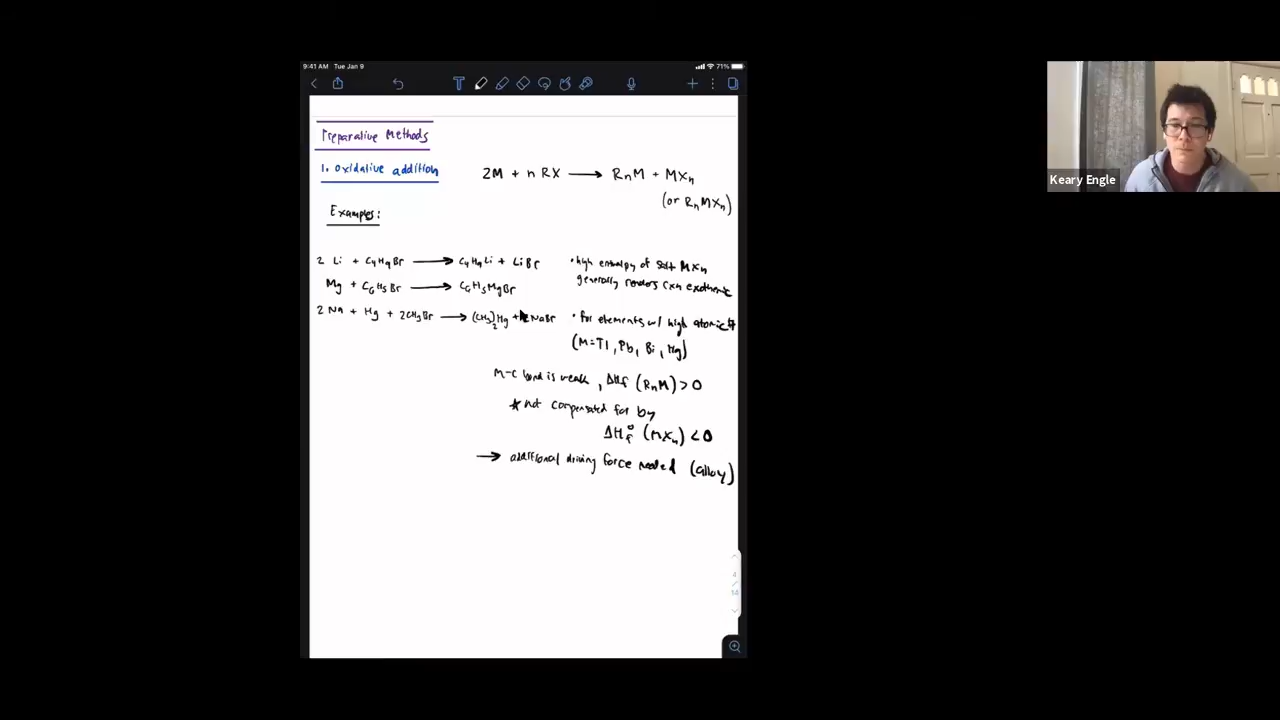 9:41 AM Tue Jan 9
71%
Preparative Methods
1. Oxidative addition
2M + n RX ⟶ RnM + MXn
(or RnMXn)
Examples:
2 Li + C4H9Br ⟶ C4H9Li + LiBr
• high enthalpy of salt MXn
generally renders rxn exothermic
Mg + C6H5Br ⟶ C6H5MgBr
2 Na + Hg + 2CH3Br ⟶ (CH3)2Hg + 2NaBr
• for elements w/ high atomic #
(M=Tl, Pb, Bi, Hg)
M-C bond is weak, ΔHf (RnM) > 0
* not compensated for by
ΔHf° (MXn) < 0
→ additional driving force needed (alloy)
4
/
14
Keary Engle